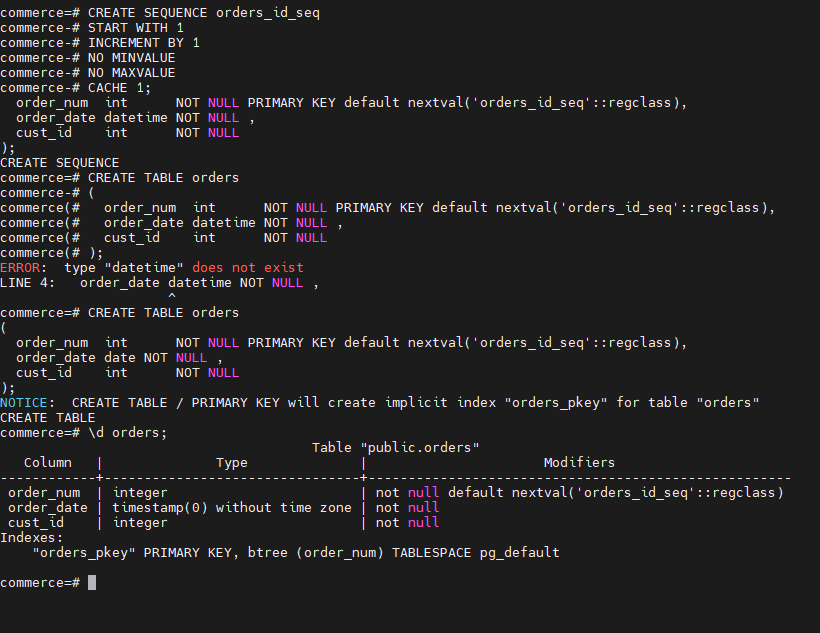 commerce=# CREATE SEQUENCE orders_id_seq
commerce-# START WITH 1
commerce-# INCREMENT BY 1
commerce-# NO MINVALUE
commerce-# NO MAXVALUE
commerce-# CACHE 1;
  order_num  int      NOT NULL PRIMARY KEY default nextval('orders_id_seq'::regclass),
  order_date datetime NOT NULL ,
  cust_id    int      NOT NULL
);
CREATE SEQUENCE
commerce=# CREATE TABLE orders
commerce-# (
commerce(#   order_num  int      NOT NULL PRIMARY KEY default nextval('orders_id_seq'::regclass),
commerce(#   order_date datetime NOT NULL ,
commerce(#   cust_id    int      NOT NULL
commerce(# );
ERROR:  type "datetime" does not exist
LINE 4:   order_date datetime NOT NULL ,
                     ^
commerce=# CREATE TABLE orders
(
  order_num  int      NOT NULL PRIMARY KEY default nextval('orders_id_seq'::regclass),
  order_date date NOT NULL ,
  cust_id    int      NOT NULL
);
NOTICE:  CREATE TABLE / PRIMARY KEY will create implicit index "orders_pkey" for table "orders"
CREATE TABLE
commerce=# \d orders;
                                       Table "public.orders"
   Column   |              Type              |                       Modifiers
------------+--------------------------------+-----------------------------------------------------
 order_num  | integer                        | not null default nextval('orders_id_seq'::regclass)
 order_date | timestamp(0) without time zone | not null
 cust_id    | integer                        | not null
Indexes:
    "orders_pkey" PRIMARY KEY, btree (order_num) TABLESPACE pg_default
commerce=#